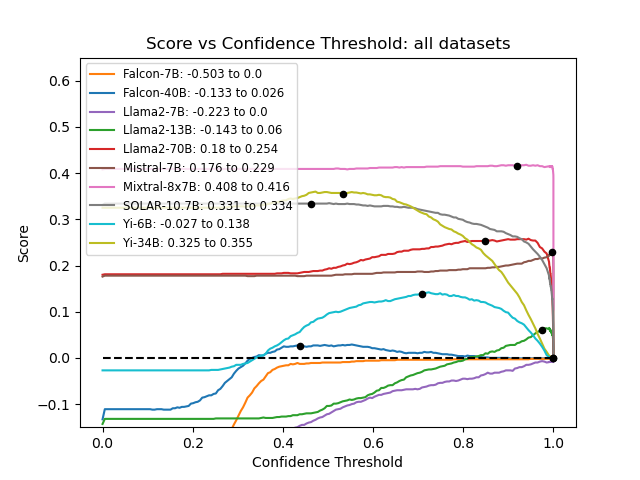 Score vs Confidence Threshold: all datasets
Falcon-7B: -0.503 to 0.0
Falcon-40B: -0.133 to 0.026
Llama2-7B: -0.223 to 0.0
Llama2-13B: -0.143 to 0.06
Llama2-70B: 0.18 to 0.254
Mistral-7B: 0.176 to 0.229
Mixtral-8x7B: 0.408 to 0.416
SOLAR-10.7B: 0.331 to 0.334
Yi-6B: -0.027 to 0.138
Yi-34B: 0.325 to 0.355
Score
0.6
0.5
0.4
0.3
0.2
0.1
0.0
−0.1
0.0 0.2 0.4 0.6 0.8 1.0
Confidence Threshold